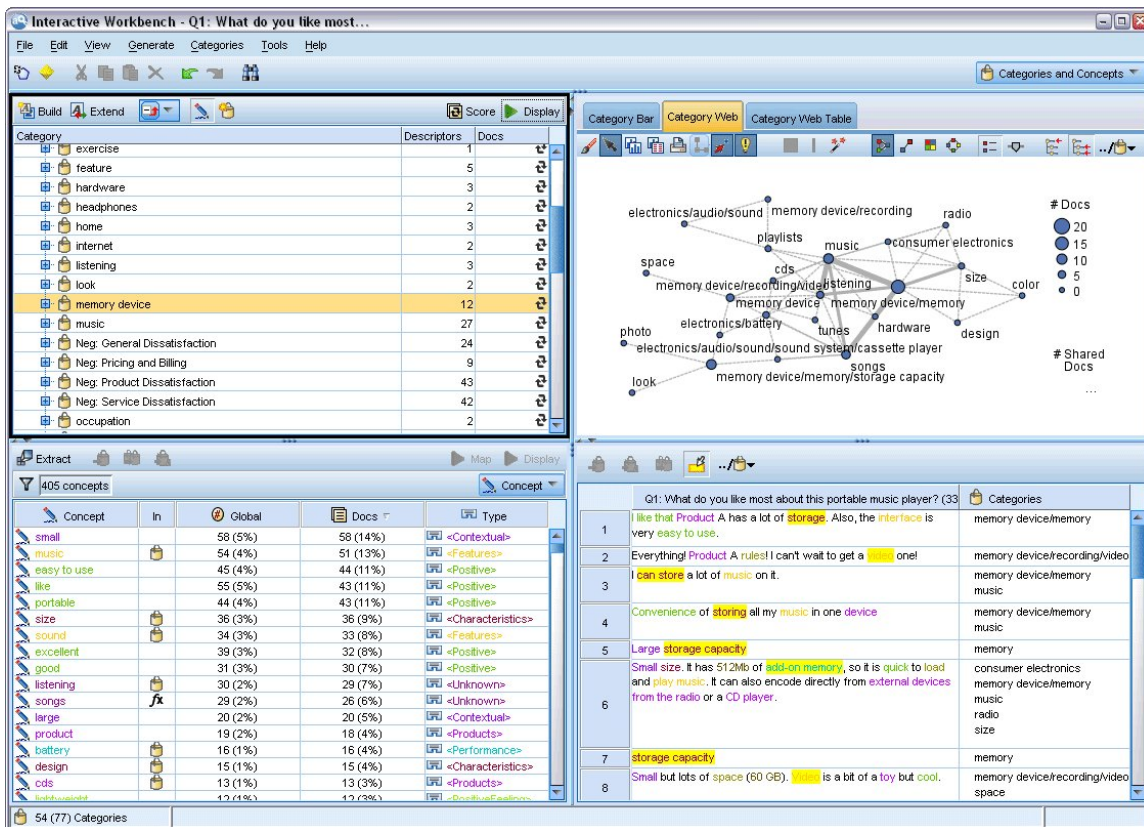 Interactive Workbench - Q1: What do you like most...
File Edit View Generate Categories Tools Help
Categories and Concepts
Build Extend Score Display
Category Descriptors Docs
exercise 1
feature 5
hardware 3
headphones 2
home 3
internet 2
listening 3
look 2
memory device 12
music 27
Neg: General Dissatisfaction 24
Neg: Pricing and Billing 9
Neg: Product Dissatisfaction 43
Neg: Service Dissatisfaction 42
occupation 2
Category Bar Category Web Category Web Table
../
electronics/audio/sound memory device/recording radio
playlists music consumer electronics
space cds size
memory device/recording/video listening color
memory device memory device/memory
electronics/battery tunes hardware design
photo electronics/audio/sound/sound system/cassette player
songs
look memory device/memory/storage capacity
# Docs
20
15
10
5
0
# Shared
Docs
...
Extract Map Display
405 concepts Concept
Concept In Global Docs Type
small 58 (5%) 58 (14%) <Contextual>
music 54 (4%) 51 (13%) <Features>
easy to use 45 (4%) 44 (11%) <Positive>
like 55 (5%) 43 (11%) <Positive>
portable 44 (4%) 43 (11%) <Positive>
size 36 (3%) 36 (9%) <Characteristics>
sound 34 (3%) 33 (8%) <Features>
excellent 39 (3%) 32 (8%) <Positive>
good 31 (3%) 30 (7%) <Positive>
listening 30 (2%) 29 (7%) <Unknown>
songs fx 29 (2%) 26 (6%) <Unknown>
large 20 (2%) 20 (5%) <Contextual>
product 19 (2%) 18 (4%) <Products>
battery 16 (1%) 16 (4%) <Performance>
design 15 (1%) 15 (4%) <Characteristics>
cds 13 (1%) 13 (3%) <Products>
lightweight 12 (1%) 12 (3%) <PositiveFeeling>
../
Q1: What do you like most about this portable music player? (33 Categories
1 I like that Product A has a lot of storage. Also, the interface is memory device/memory
very easy to use.
2 Everything! Product A rules! I can't wait to get a video one! memory device/recording/video
3 I can store a lot of music on it. memory device/memory
music
4 Convenience of storing all my music in one device memory device/memory
music
5 Large storage capacity memory
6 Small size. It has 512Mb of add-on memory, so it is quick to load consumer electronics
and play music. It can also encode directly from external devices memory device/memory
from the radio or a CD player. music
radio
size
7 storage capacity memory
8 Small but lots of space (60 GB). Video is a bit of a toy but cool. memory device/recording/video
space
54 (77) Categories